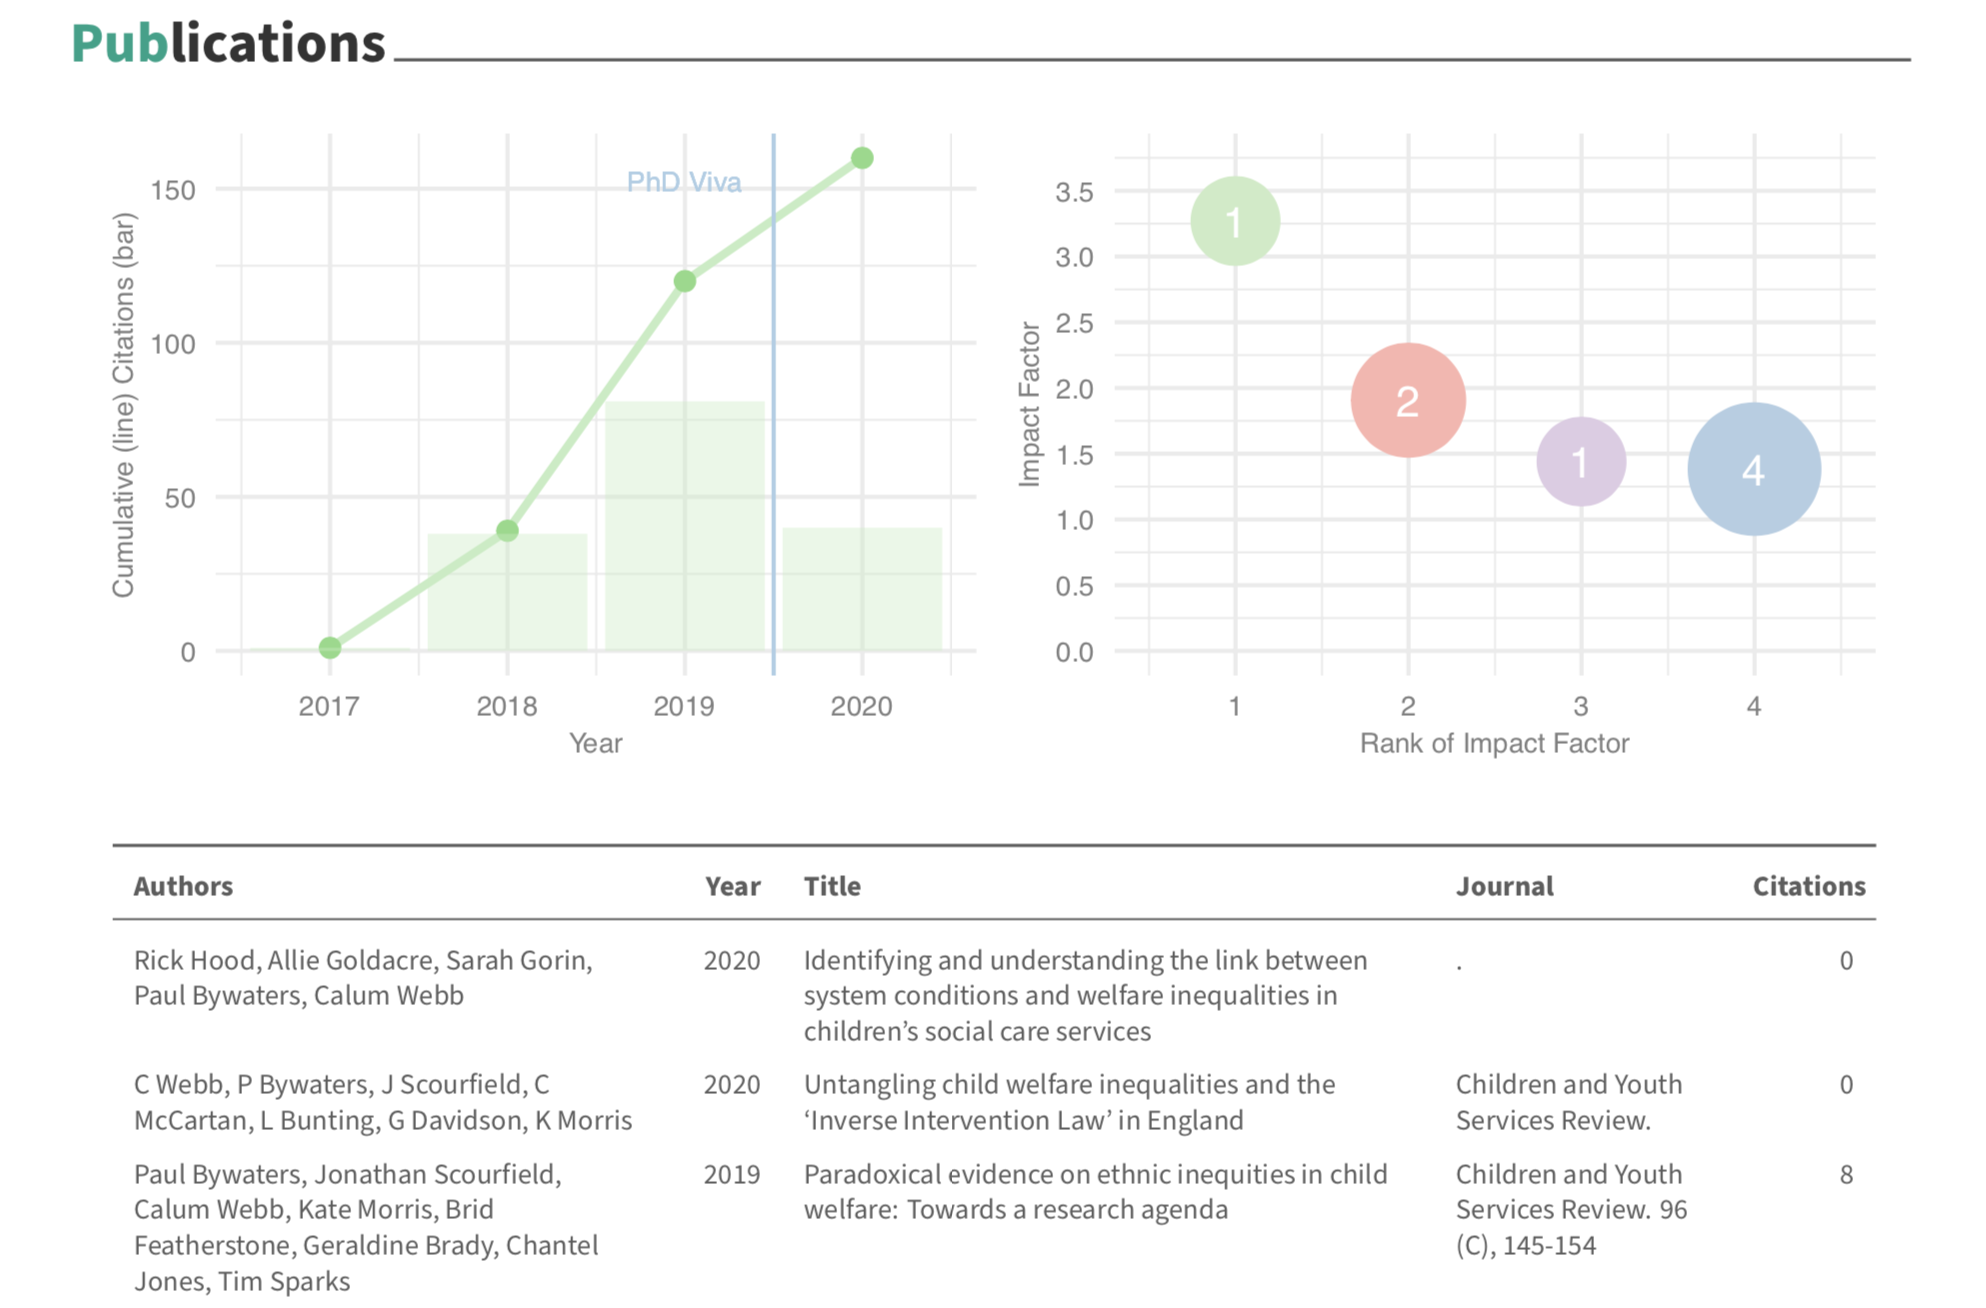 Publications
Cumulative (line) Citations (bar)
150
100
50
0
PhD Viva
2017 2018 2019 2020
Year
Impact Factor
3.5
3.0
2.5
2.0
1.5
1.0
0.5
0.0
1
2
1
4
1 2 3 4
Rank of Impact Factor
Authors Year Title Journal Citations
Rick Hood, Allie Goldacre, Sarah Gorin, 2020 Identifying and understanding the link between . 0
Paul Bywaters, Calum Webb system conditions and welfare inequalities in
children’s social care services
C Webb, P Bywaters, J Scourfield, C 2020 Untangling child welfare inequalities and the Children and Youth 0
McCartan, L Bunting, G Davidson, K Morris ‘Inverse Intervention Law’ in England Services Review.
Paul Bywaters, Jonathan Scourfield, 2019 Paradoxical evidence on ethnic inequities in child Children and Youth 8
Calum Webb, Kate Morris, Brid welfare: Towards a research agenda Services Review. 96
Featherstone, Geraldine Brady, Chantel (C), 145-154
Jones, Tim Sparks